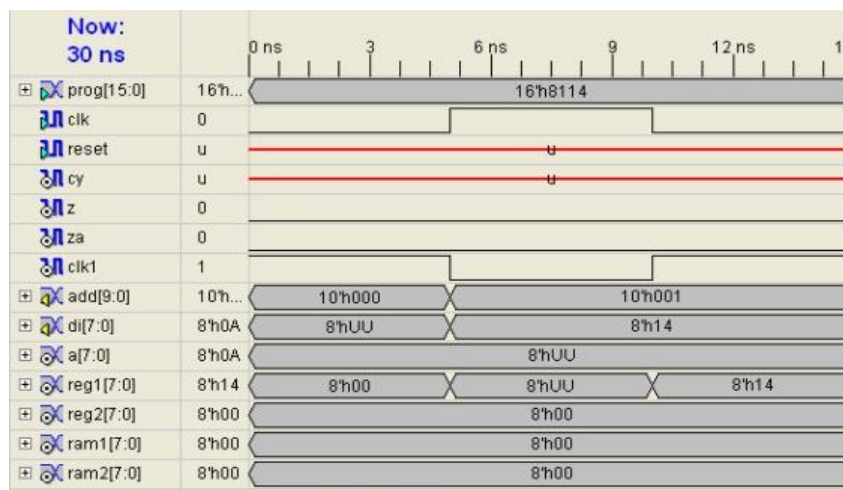 Now:
30 ns
0 ns 3 6 ns 9 12 ns 1
prog[15:0] 16'h... 16'h8114
clk 0
reset u u
cy u u
z 0
za 0
clk1 1
add[9:0] 10'h... 10'h000 10'h001
di[7:0] 8'h0A 8'hUU 8'h14
a[7:0] 8'h0A 8'hUU
reg1[7:0] 8'h14 8'h00 8'hUU 8'h14
reg2[7:0] 8'h00 8'h00
ram1[7:0] 8'h00 8'h00
ram2[7:0] 8'h00 8'h00